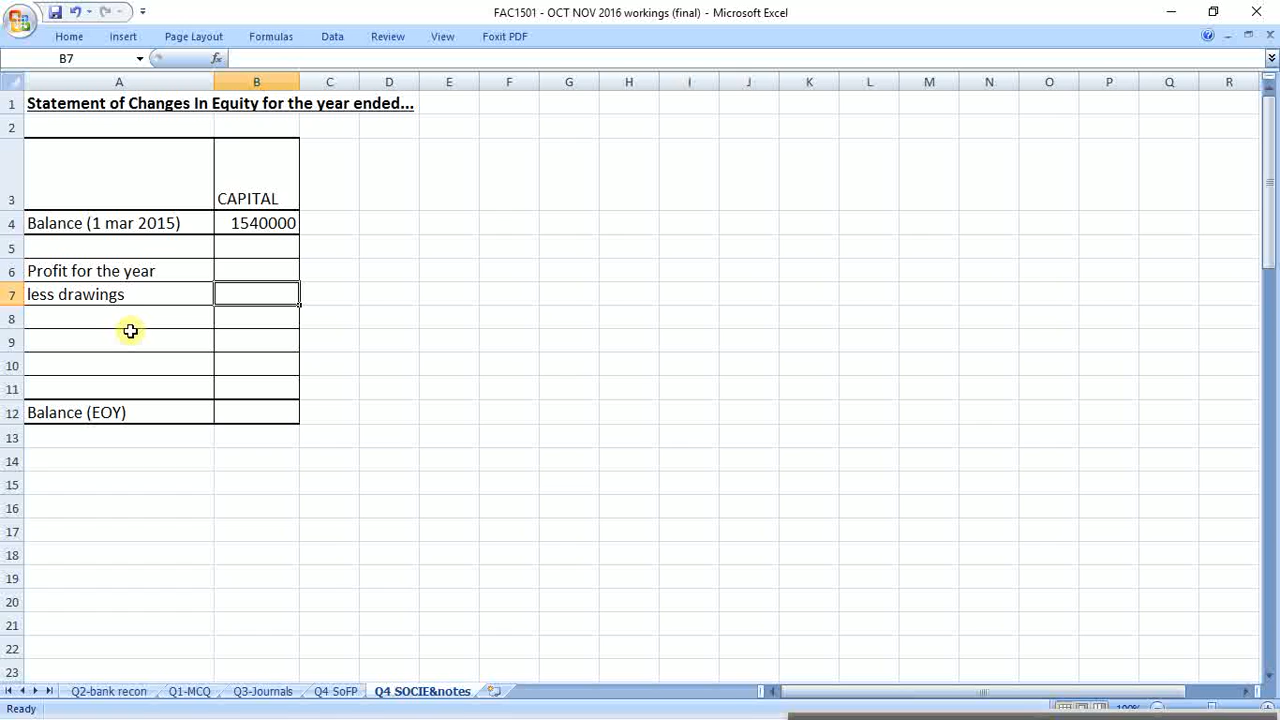 FAC1501 - OCT NOV 2016 workings (final) - Microsoft Excel
Home Insert Page Layout Formulas Data Review View Foxit PDF
B7 fx
A B C D E F G H I J K L M N O P Q R
1 Statement of Changes In Equity for the year ended...
2
3 CAPITAL
4 Balance (1 mar 2015) 1540000
5
6 Profit for the year
7 less drawings
8
9
10
11
12 Balance (EOY)
13
14
15
16
17
18
19
20
21
22
23
Q2-bank recon Q1-MCQ Q3-Journals Q4 SoFP Q4 SOCIE&notes
Ready 100%